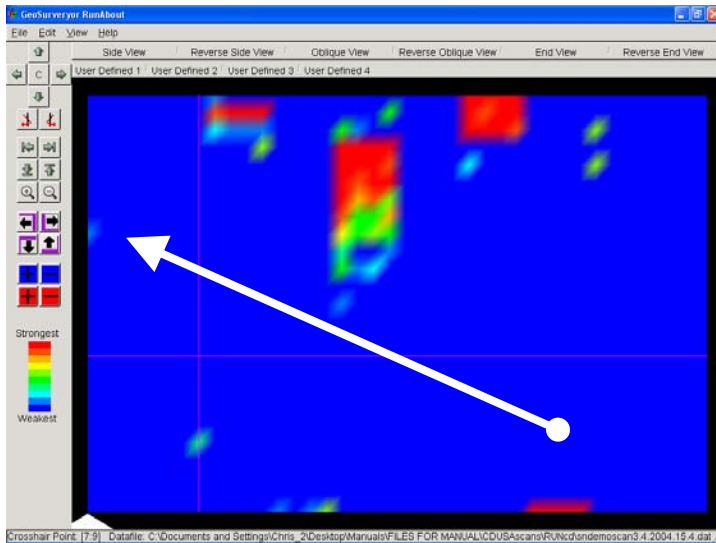 GeoSurveryor RunAbout
File Edit View Help
Side View Reverse Side View Oblique View Reverse Oblique View End View Reverse End View
C
User Defined 1 User Defined 2 User Defined 3 User Defined 4
Strongest
Weakest
Crosshair Point: [7:9] Datafile: C:\Documents and Settings\Chris_2\Desktop\Manuals\FILES FOR MANUAL\CDUSAscans\RUNcd\sndemoscan3.4.2004.15.4.dat